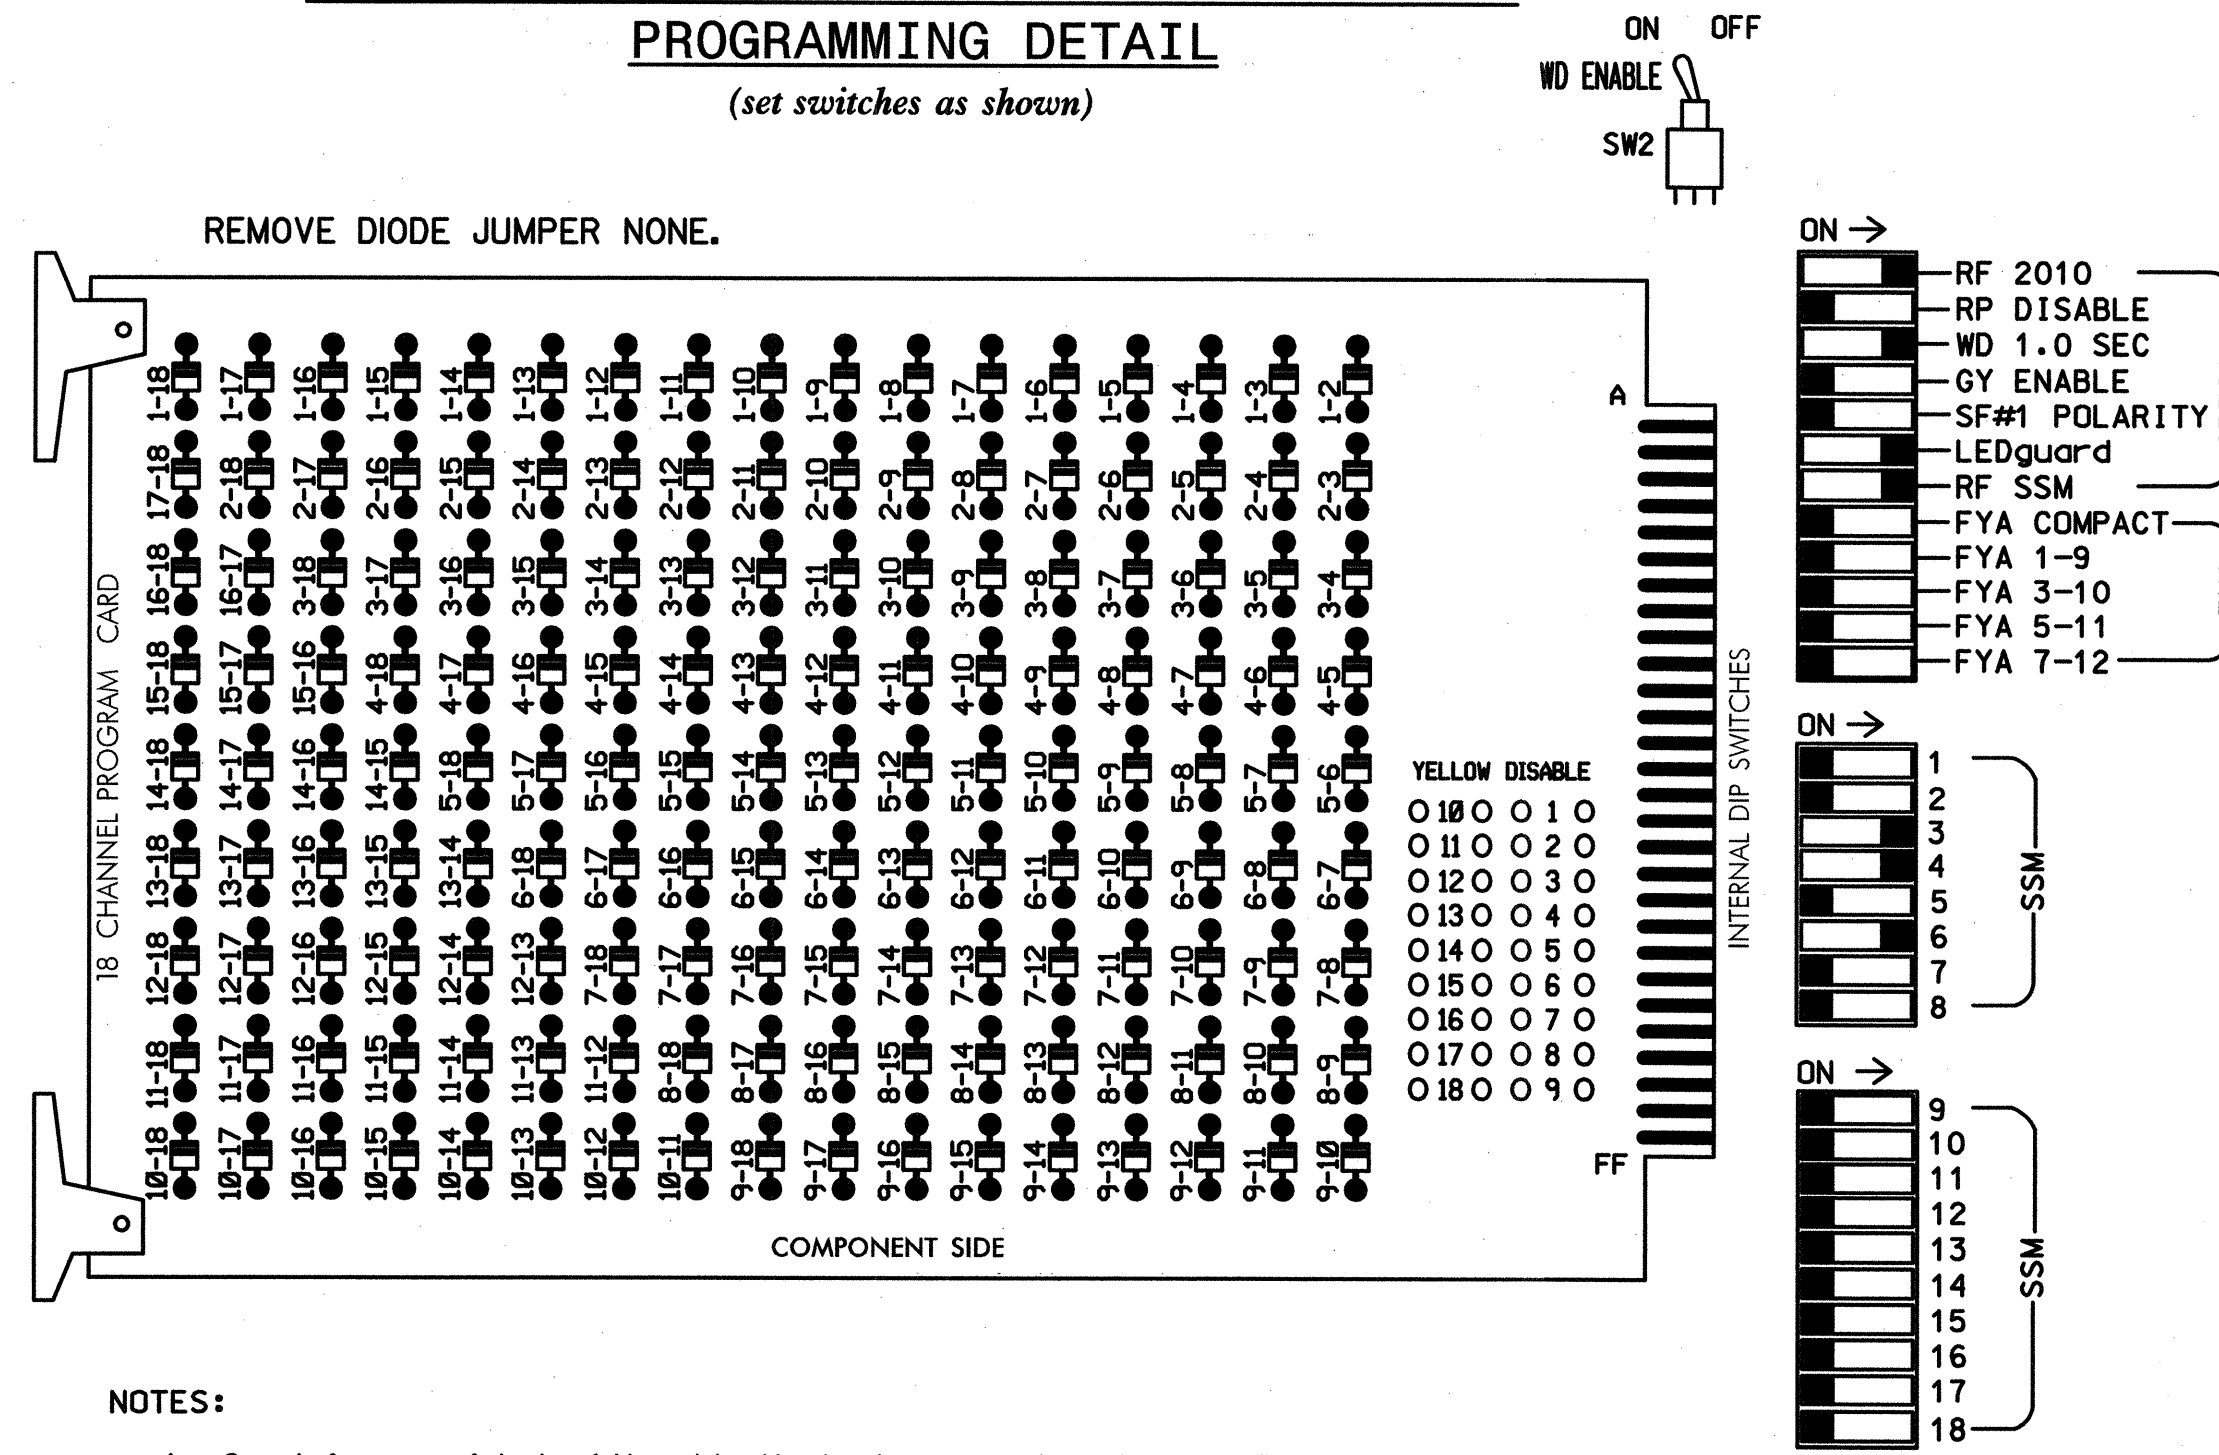 PROGRAMMING DETAIL
(set switches as shown)
ON OFF
WD ENABLE
SW2
REMOVE DIODE JUMPER NONE.
18 CHANNEL PROGRAM CARD
1-18 1-17 1-16 1-15 1-14 1-13 1-12 1-11 1-10 1-9 1-8 1-7 1-6 1-5 1-4 1-3 1-2
17-18 2-18 2-17 2-16 2-15 2-14 2-13 2-12 2-11 2-10 2-9 2-8 2-7 2-6 2-5 2-4 2-3
16-18 16-17 3-18 3-17 3-16 3-15 3-14 3-13 3-12 3-11 3-10 3-9 3-8 3-7 3-6 3-5 3-4
15-18 15-17 15-16 4-18 4-17 4-16 4-15 4-14 4-13 4-12 4-11 4-10 4-9 4-8 4-7 4-6 4-5
14-18 14-17 14-16 14-15 5-18 5-17 5-16 5-15 5-14 5-13 5-12 5-11 5-10 5-9 5-8 5-7 5-6
13-18 13-17 13-16 13-15 13-14 6-18 6-17 6-16 6-15 6-14 6-13 6-12 6-11 6-10 6-9 6-8 6-7
12-18 12-17 12-16 12-15 12-14 12-13 7-18 7-17 7-16 7-15 7-14 7-13 7-12 7-11 7-10 7-9 7-8
11-18 11-17 11-16 11-15 11-14 11-13 11-12 8-18 8-17 8-16 8-15 8-14 8-13 8-12 8-11 8-10 8-9
10-18 10-17 10-16 10-15 10-14 10-13 10-12 10-11 9-18 9-17 9-16 9-15 9-14 9-13 9-12 9-11 9-10
COMPONENT SIDE
A
FF
YELLOW DISABLE
10 1
11 2
12 3
13 4
14 5
15 6
16 7
17 8
18 9
INTERNAL DIP SWITCHES
ON →
RF 2010
RP DISABLE
WD 1.0 SEC
GY ENABLE
SF#1 POLARITY
LEDguard
RF SSM
FYA COMPACT
FYA 1-9
FYA 3-10
FYA 5-11
FYA 7-12
ON →
1
2
3
4
5
6
7
8
SSM
ON →
9
10
11
12
13
14
15
16
17
18
SSM
NOTES: